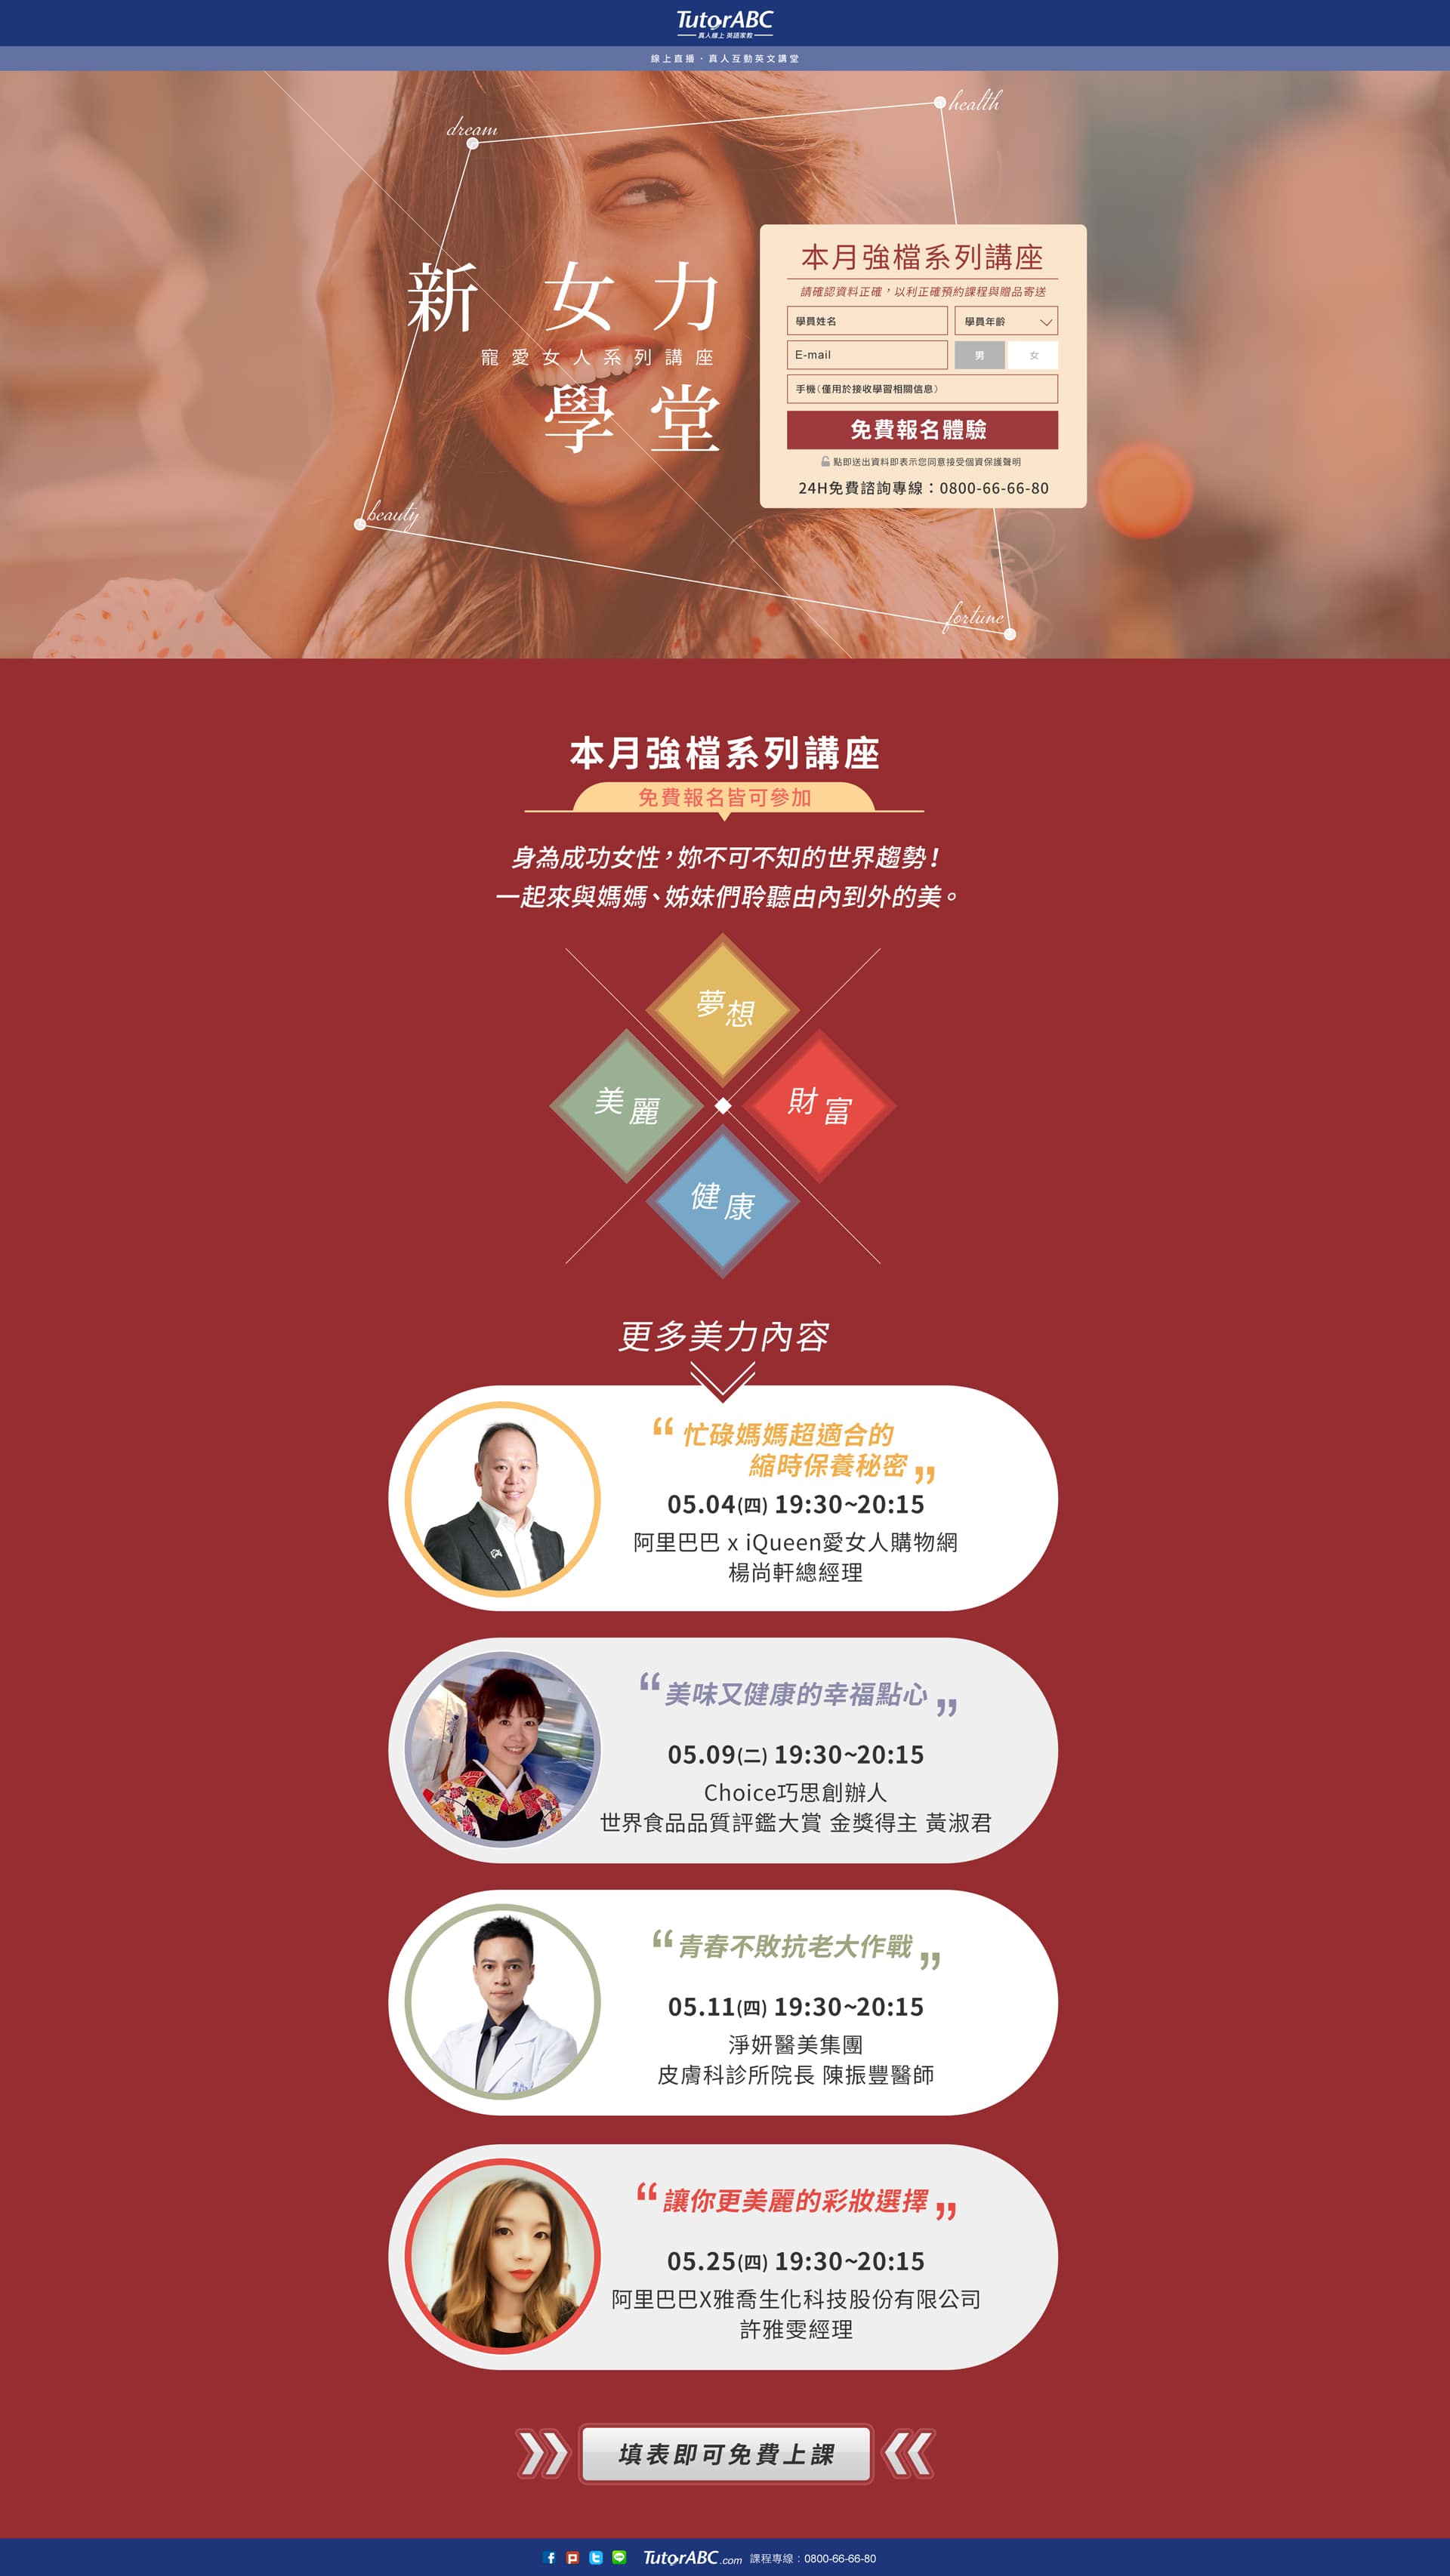 TutorABC
真人線上 英語家教
線上直播・真人互動英文講堂
dream
health
新 女力
寵愛女人系列講座
學堂
beauty
fortune
本月強檔系列講座
請確認資料正確，以利正確預約課程與贈品寄送
學員姓名
學員年齡
E-mail
男
女
手機（僅用於接收學習相關信息）
免費報名體驗
點即送出資料即表示您同意接受個資保護聲明
24H免費諮詢專線：0800-66-66-80
本月強檔系列講座
免費報名皆可參加
身為成功女性，妳不可不知的世界趨勢！
一起來與媽媽、姊妹們聆聽由內到外的美。
夢想
美麗
財富
健康
更多美力內容
“忙碌媽媽超適合的
縮時保養秘密”
05.04(四) 19:30~20:15
阿里巴巴 x iQueen愛女人購物網
楊尚軒總經理
“美味又健康的幸福點心”
05.09(二) 19:30~20:15
Choice巧思創辦人
世界食品品質評鑑大賞 金獎得主 黃淑君
“青春不敗抗老大作戰”
05.11(四) 19:30~20:15
淨妍醫美集團
皮膚科診所院長 陳振豐醫師
“讓你更美麗的彩妝選擇”
05.25(四) 19:30~20:15
阿里巴巴X雅喬生化科技股份有限公司
許雅雯經理
填表即可免費上課
TutorABC.com 課程專線：0800-66-66-80